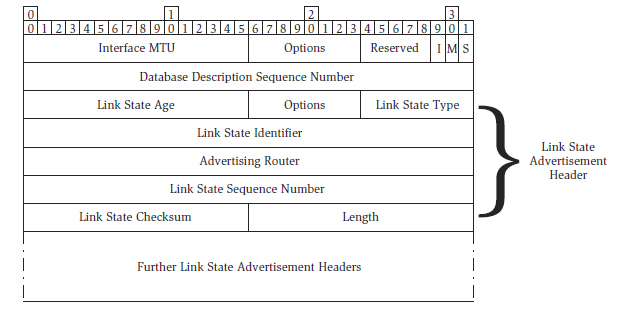 0 1 2 3
0 1 2 3 4 5 6 7 8 9 0 1 2 3 4 5 6 7 8 9 0 1 2 3 4 5 6 7 8 9 0 1
Interface MTU Options Reserved I M S
Database Description Sequence Number
Link State Age Options Link State Type
Link State Identifier
Advertising Router
Link State Sequence Number
Link State Checksum Length
Further Link State Advertisement Headers
Link State
Advertisement
Header